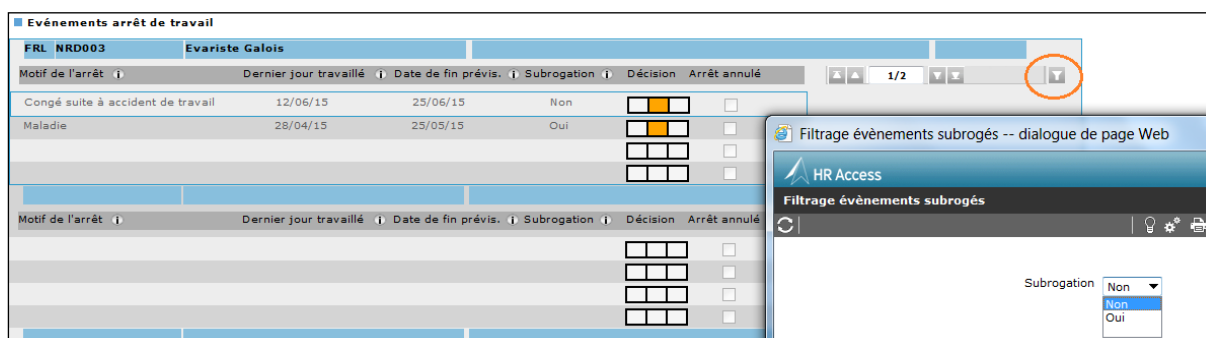 Evénements arrêt de travail
FRL NRD003 Evariste Galois
Motif de l'arrêt i Dernier jour travaillé i Date de fin prévis. i Subrogation i Décision Arrêt annulé 1/2
Congé suite à accident de travail 12/06/15 25/06/15 Non
Maladie 28/04/15 25/05/15 Oui
Motif de l'arrêt i Dernier jour travaillé i Date de fin prévis. i Subrogation i Décision Arrêt annulé
Filtrage évènements subrogés -- dialogue de page Web
HR Access
Filtrage évènements subrogés
Subrogation Non
Non
Oui